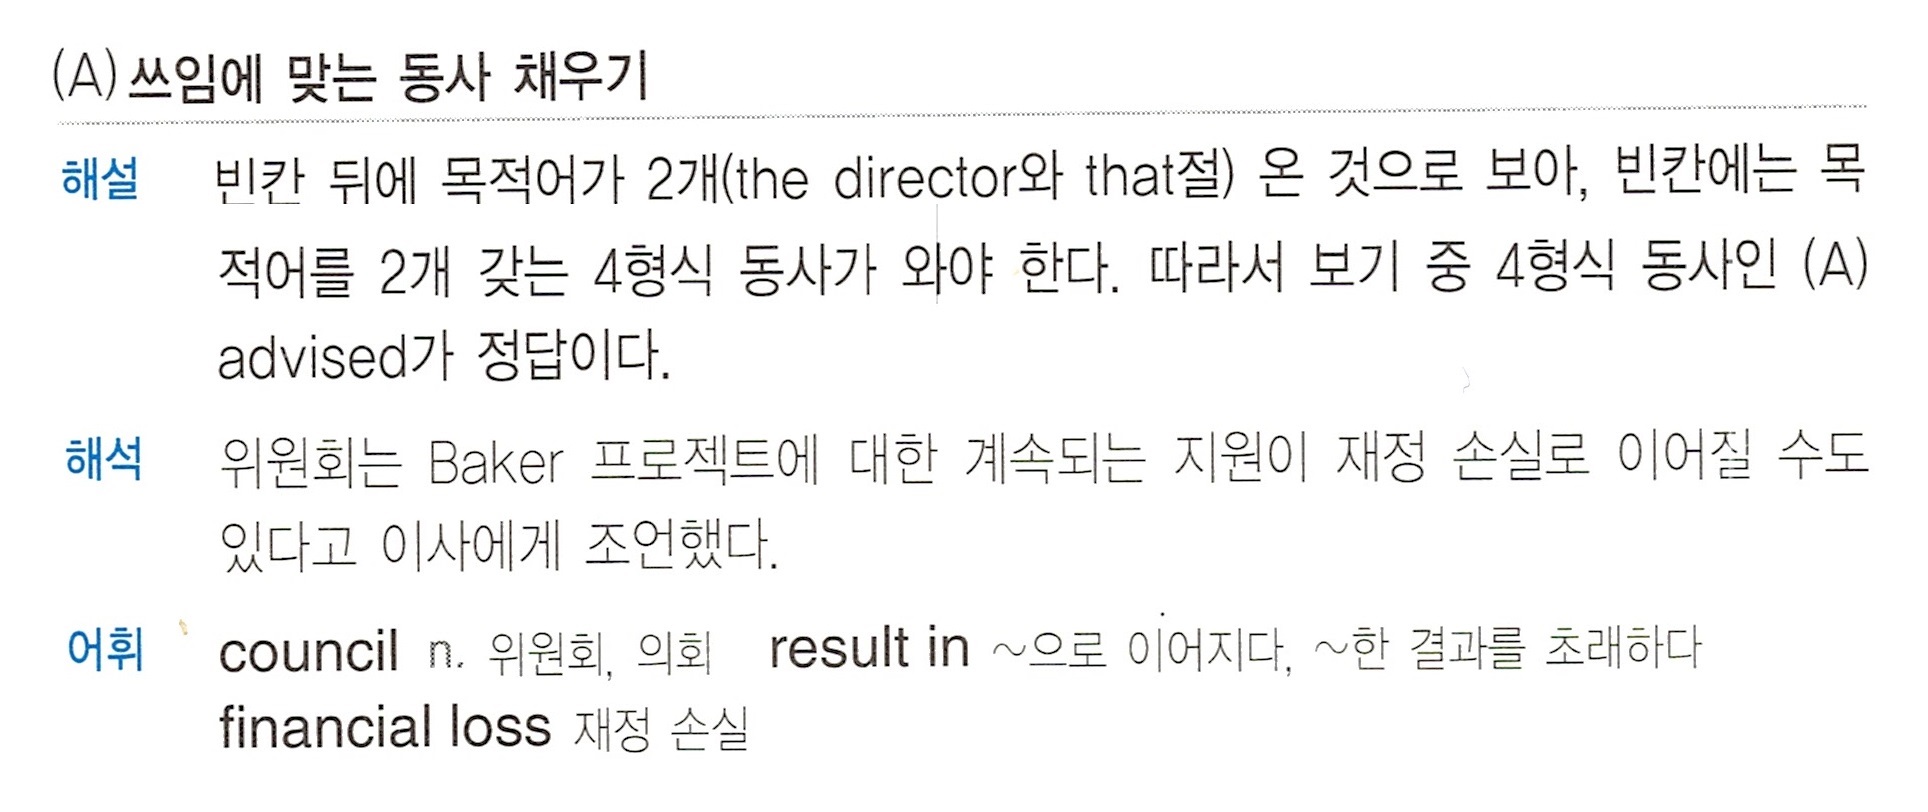 (A) 쓰임에 맞는 동사 채우기
해설 빈칸 뒤에 목적어가 2개(the director와 that절) 온 것으로 보아, 빈칸에는 목
적어를 2개 갖는 4형식 동사가 와야 한다. 따라서 보기 중 4형식 동사인 (A)
advised가 정답이다.
해석 위원회는 Baker 프로젝트에 대한 계속되는 지원이 재정 손실로 이어질 수도
있다고 이사에게 조언했다.
어휘 council n. 위원회, 의회 result in ~으로 이어지다, ~한 결과를 초래하다
financial loss 재정 손실